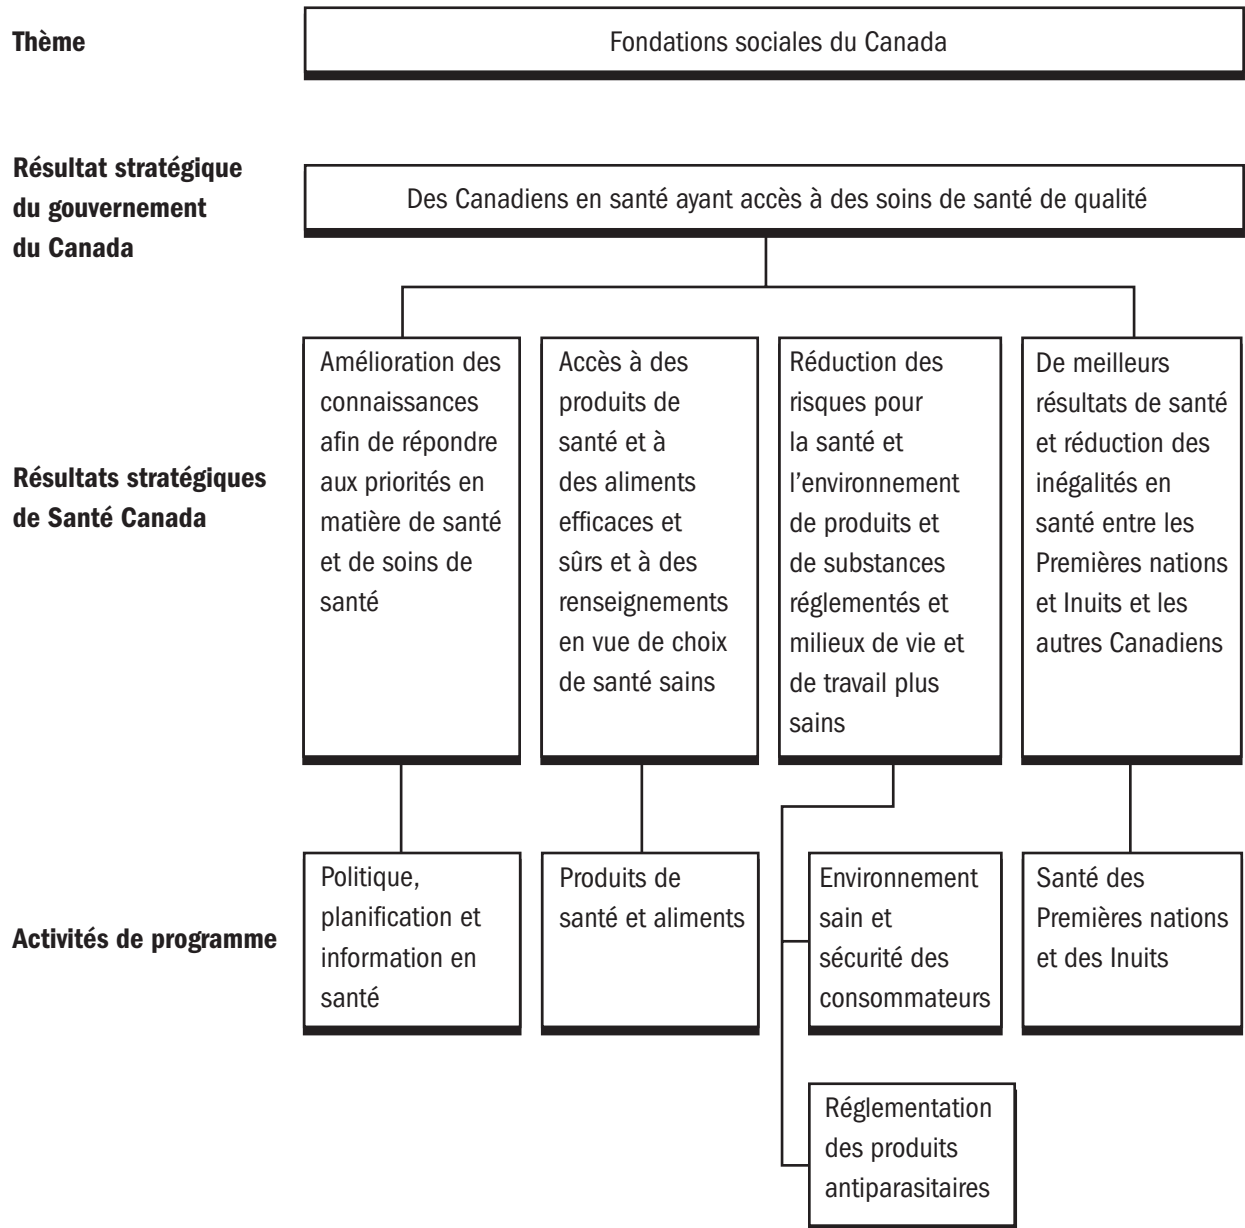 Thème
Fondations sociales du Canada
Résultat stratégique
du gouvernement
du Canada
Des Canadiens en santé ayant accès à des soins de santé de qualité
Résultats stratégiques
de Santé Canada
Amélioration des
connaissances
afin de répondre
aux priorités en
matière de santé
et de soins de
santé
Accès à des
produits de
santé et à
des aliments
efficaces et
sûrs et à des
renseignements
en vue de choix
de santé sains
Réduction des
risques pour
la santé et
l'environnement
de produits et
de substances
réglementés et
milieux de vie et
de travail plus
sains
De meilleurs
résultats de santé
et réduction des
inégalités en
santé entre les
Premières nations
et Inuits et les
autres Canadiens
Activités de programme
Politique,
planification et
information en
santé
Produits de
santé et aliments
Environnement
sain et
sécurité des
consommateurs
Santé des
Premières nations
et des Inuits
Réglementation
des produits
antiparasitaires